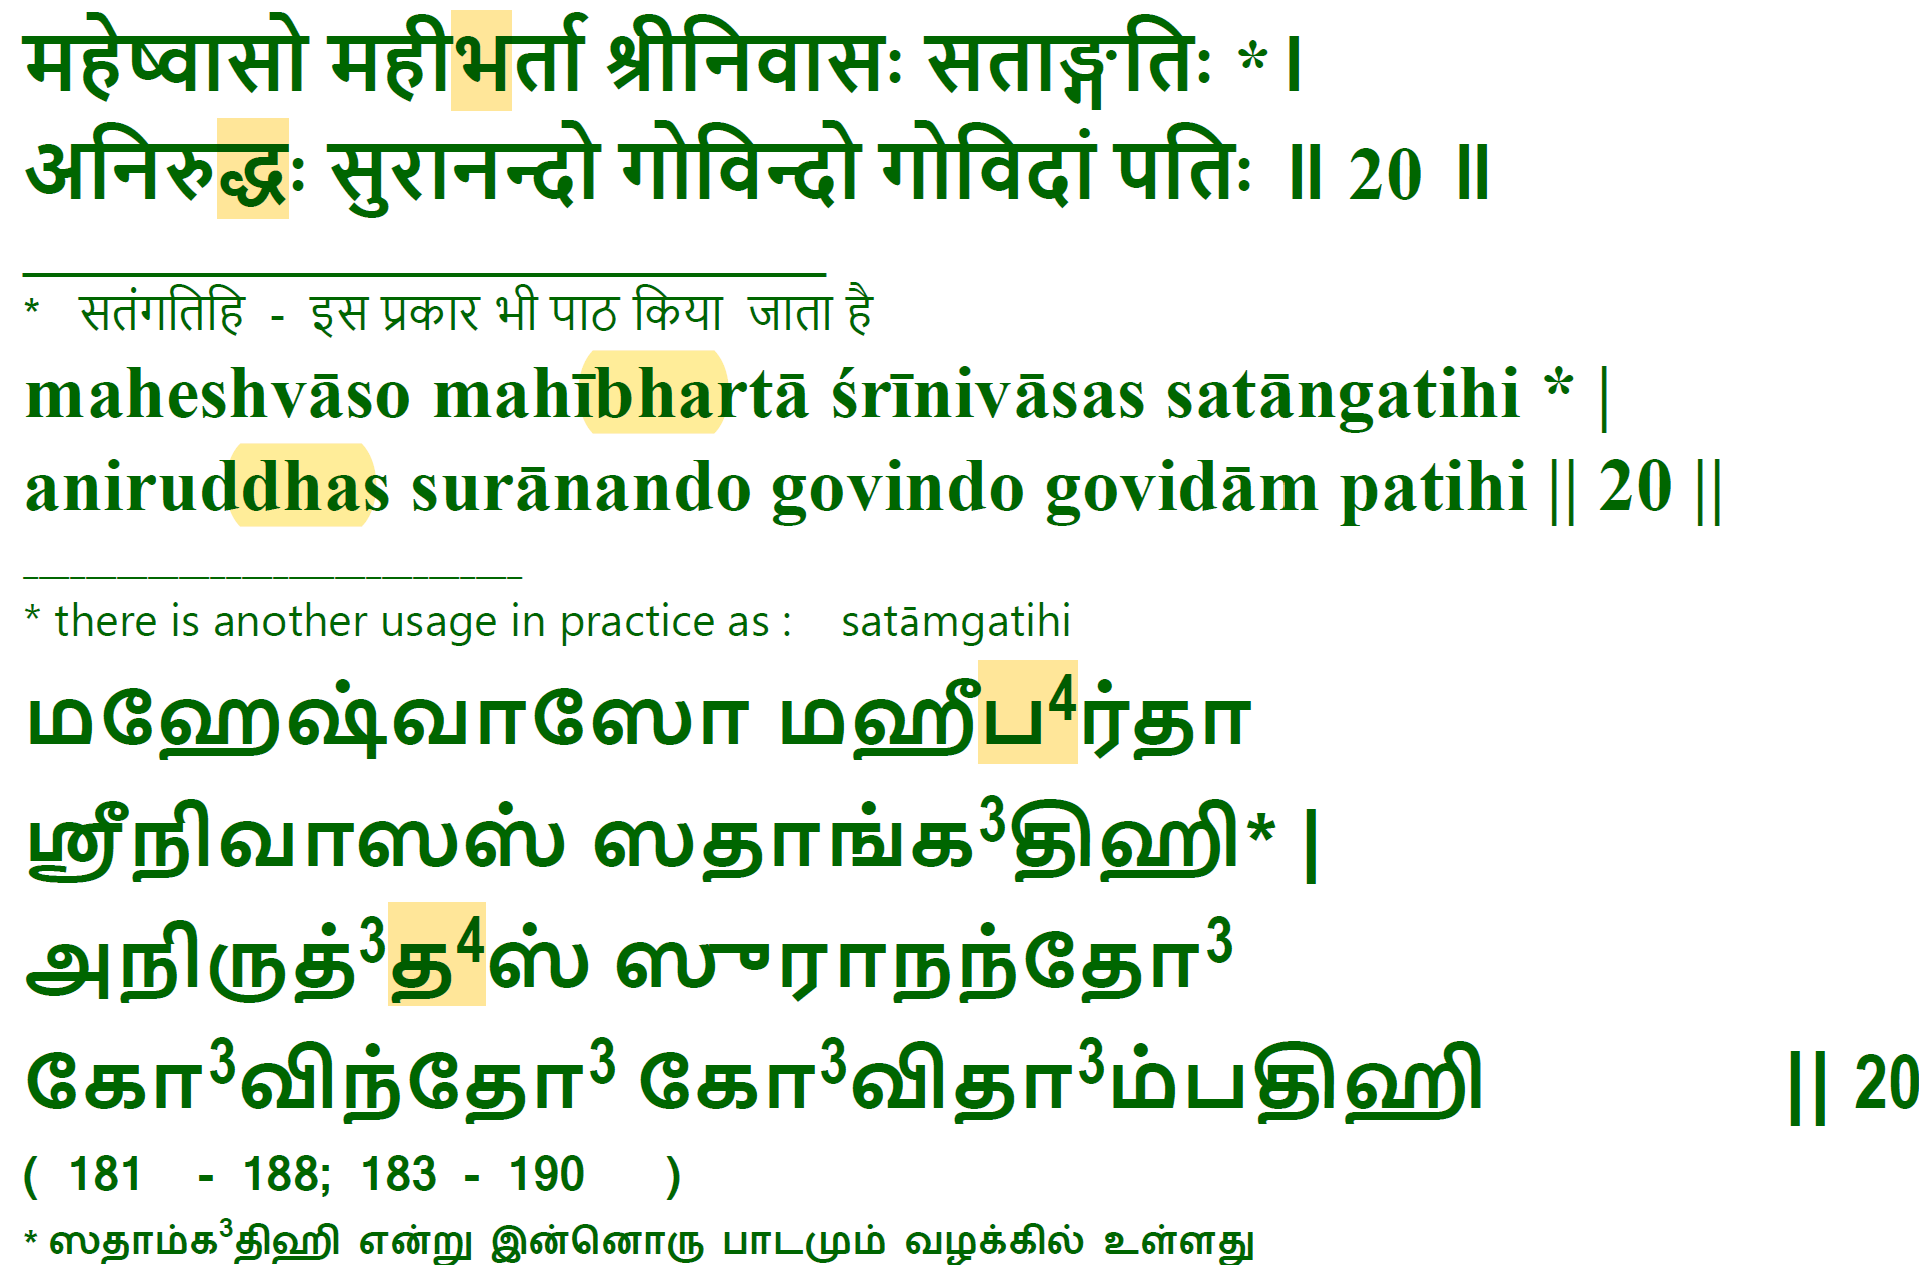 महेष्वासो महीभर्ता श्रीनिवासः सताङ्गतिः * ।
अनिरुद्धः सुरानन्दो गोविन्दो गोविदां पतिः ॥ 20 ॥
* सतंगतिहि - इस प्रकार भी पाठ किया जाता है
maheshvāso mahībhartā śrīnivāsas satāngatihi * |
aniruddhas surānando govindo govidām patihi || 20 ||
* there is another usage in practice as : satāmgatihi
மஹேஷ்வாஸோ மஹீப⁴ர்தா
ஸ்ரீநிவாஸஸ் ஸதாங்க³திஹி* |
அநிருத்³த⁴ஸ் ஸுராநந்தோ³
கோ³விந்தோ³ கோ³விதா³ம்பதிஹி || 20
( 181 - 188; 183 - 190 )
* ஸதாம்க³திஹி என்று இன்னொரு பாடமும் வழக்கில் உள்ளது